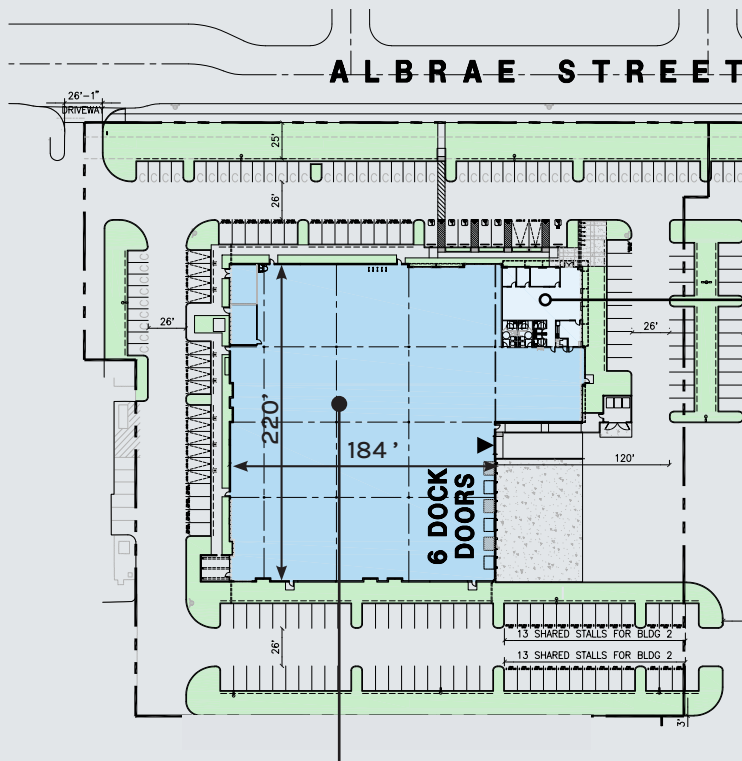 ALBRAE STREET
26'-1"
DRIVEWAY
25'
26'
26'
26'
220'
184'
120'
6 DOCK
DOORS
13 SHARED STALLS FOR BLDG 2
26'
13 SHARED STALLS FOR BLDG 2
3'